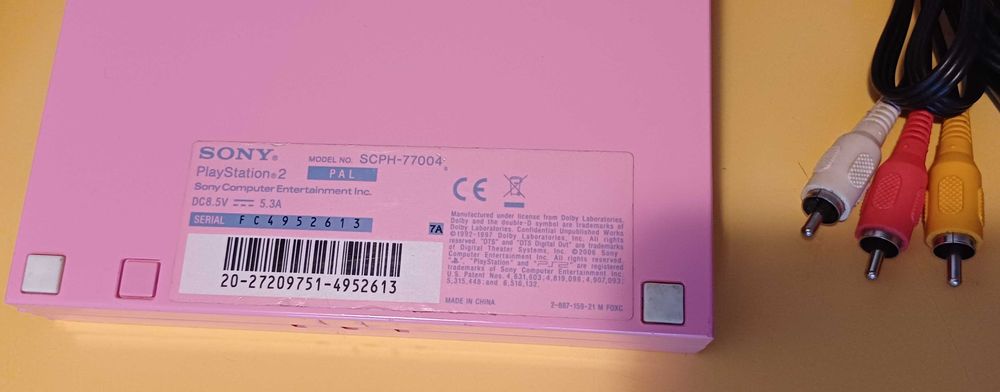 SONY®
MODEL NO. SCPH-77004
PlayStation®2
PAL
Sony Computer Entertainment Inc.
DC8.5V ⎓ 5.3A
SERIAL FC4952613
7A
20-27209751-4952613
CE
Manufactured under license from Dolby Laboratories.
Dolby and the double-D symbol are trademarks of
Dolby Laboratories. Confidential Unpublished Works
©1992-1997 Dolby Laboratories, Inc. All rights
reserved. "DTS" and "DTS Digital Out" are trademarks
of Digital Theater Systems, Inc. ©2006 Sony
Computer Entertainment Inc. All rights reserved.
"PlayStation" and "PS2" are registered
trademarks of Sony Computer Entertainment Inc.
U.S. Patent Nos. 4,631,603; 4,819,098; 4,907,093;
5,315,448; and 6,516,132.
MADE IN CHINA
2-887-159-21 M FOXC